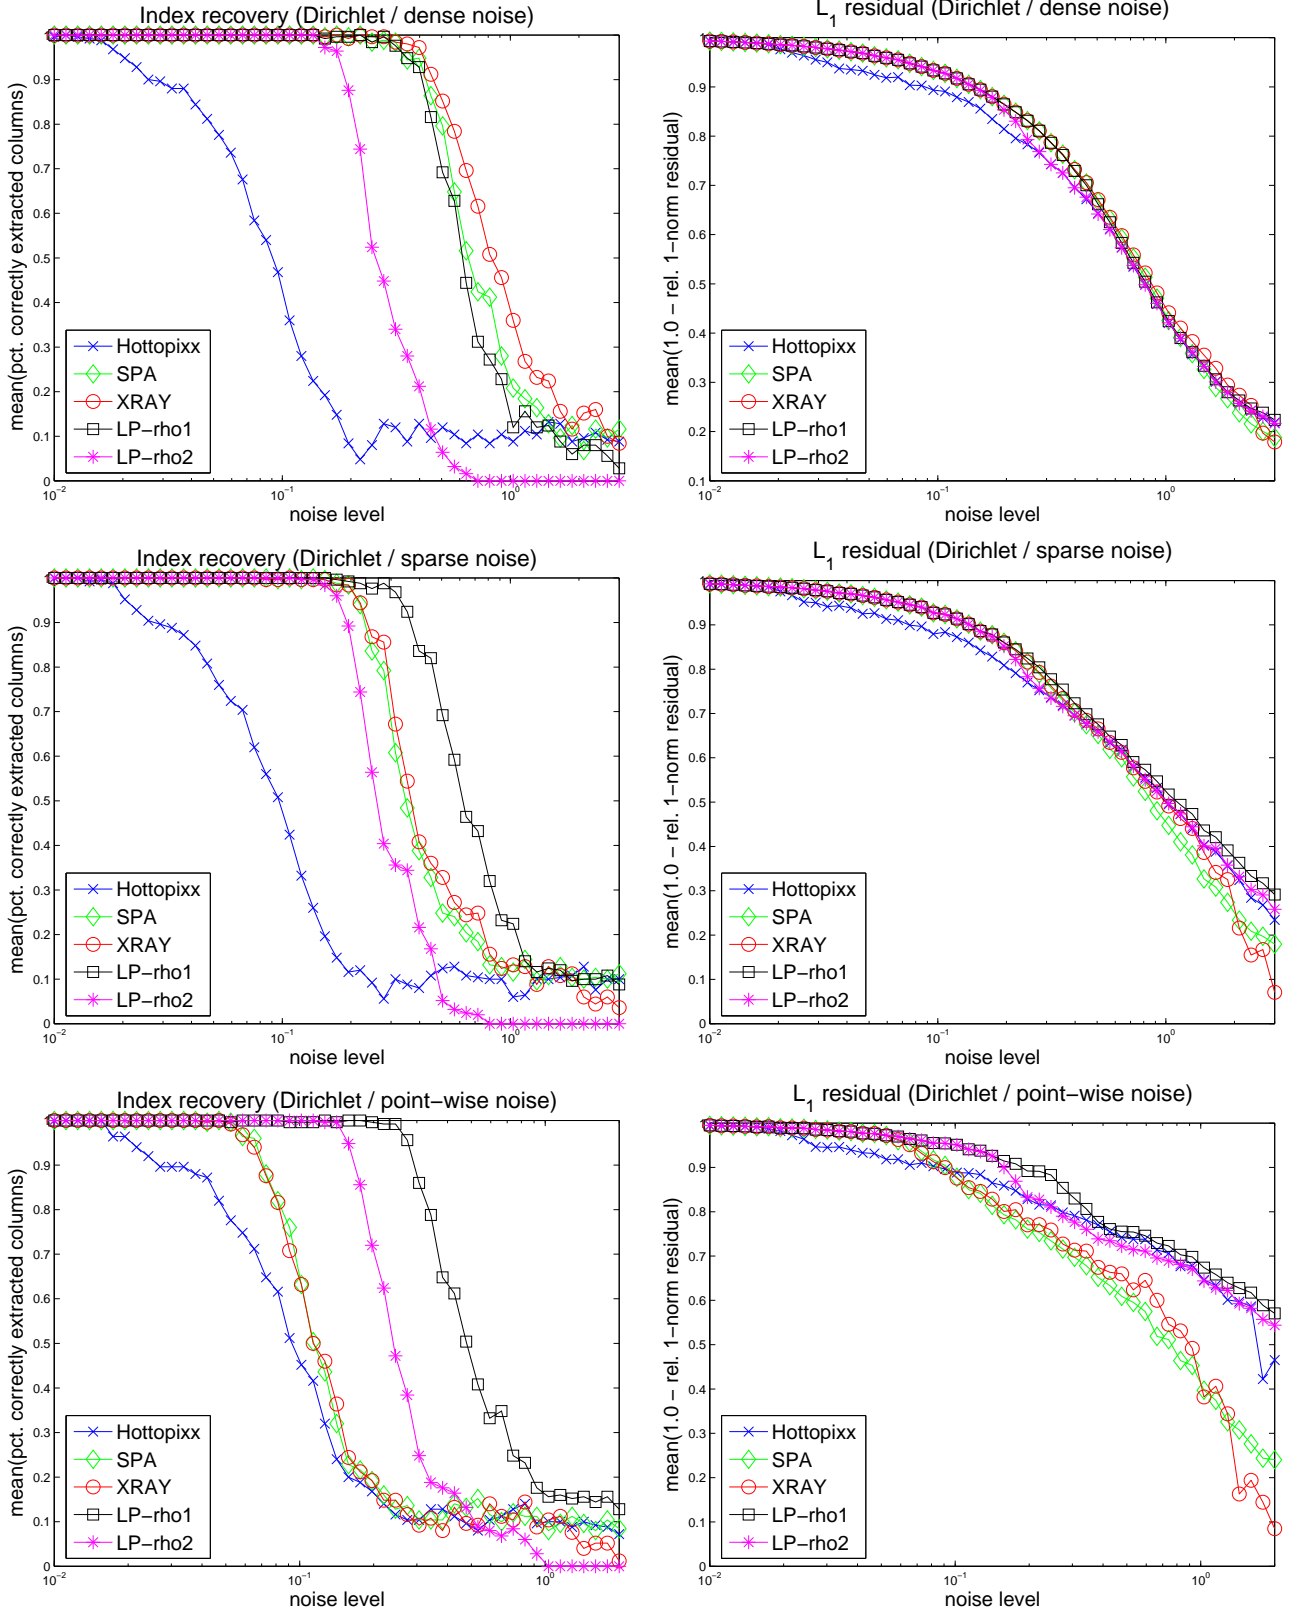 Index recovery (Dirichlet / dense noise)
mean(pct. correctly extracted columns)
1
0.9
0.8
0.7
0.6
0.5
0.4
0.3
0.2
0.1
0
Hottopixx
SPA
XRAY
LP−rho1
LP−rho2
10−2
10−1
100
noise level
L1 residual (Dirichlet / dense noise)
mean(1.0 − rel. 1−norm residual)
1
0.9
0.8
0.7
0.6
0.5
0.4
0.3
0.2
0.1
Hottopixx
SPA
XRAY
LP−rho1
LP−rho2
10−2
10−1
100
noise level
Index recovery (Dirichlet / sparse noise)
mean(pct. correctly extracted columns)
1
0.9
0.8
0.7
0.6
0.5
0.4
0.3
0.2
0.1
0
Hottopixx
SPA
XRAY
LP−rho1
LP−rho2
10−2
10−1
100
noise level
L1 residual (Dirichlet / sparse noise)
mean(1.0 − rel. 1−norm residual)
1
0.9
0.8
0.7
0.6
0.5
0.4
0.3
0.2
0.1
0
Hottopixx
SPA
XRAY
LP−rho1
LP−rho2
10−2
10−1
100
noise level
Index recovery (Dirichlet / point−wise noise)
mean(pct. correctly extracted columns)
1
0.9
0.8
0.7
0.6
0.5
0.4
0.3
0.2
0.1
0
Hottopixx
SPA
XRAY
LP−rho1
LP−rho2
10−2
10−1
100
noise level
L1 residual (Dirichlet / point−wise noise)
mean(1.0 − rel. 1−norm residual)
1
0.9
0.8
0.7
0.6
0.5
0.4
0.3
0.2
0.1
0
Hottopixx
SPA
XRAY
LP−rho1
LP−rho2
10−2
10−1
100
noise level